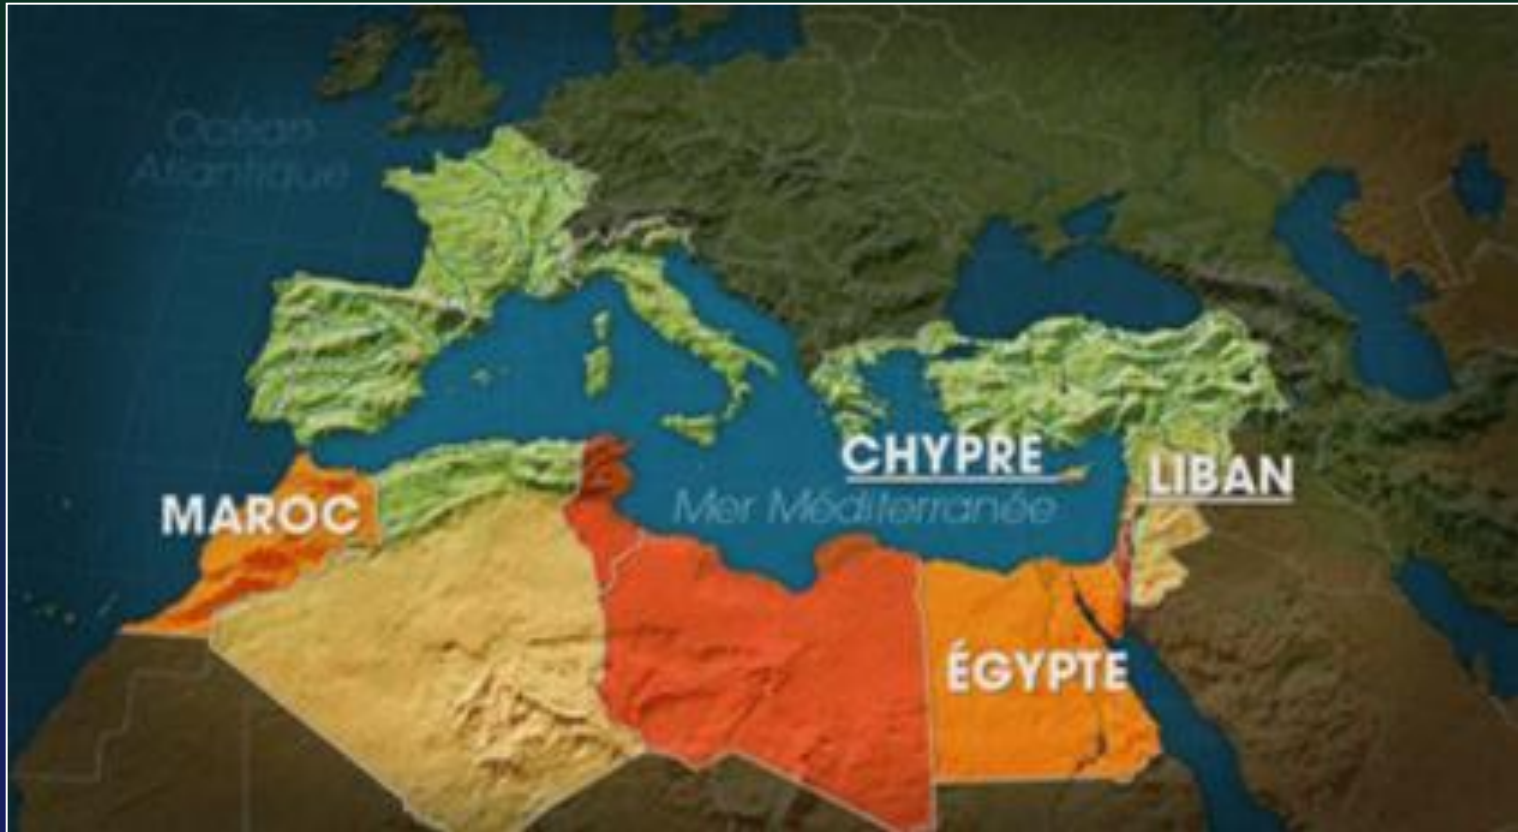 Océan
Atlantique
CHYPRE
LIBAN
Mer Méditerranée
MAROC
ÉGYPTE